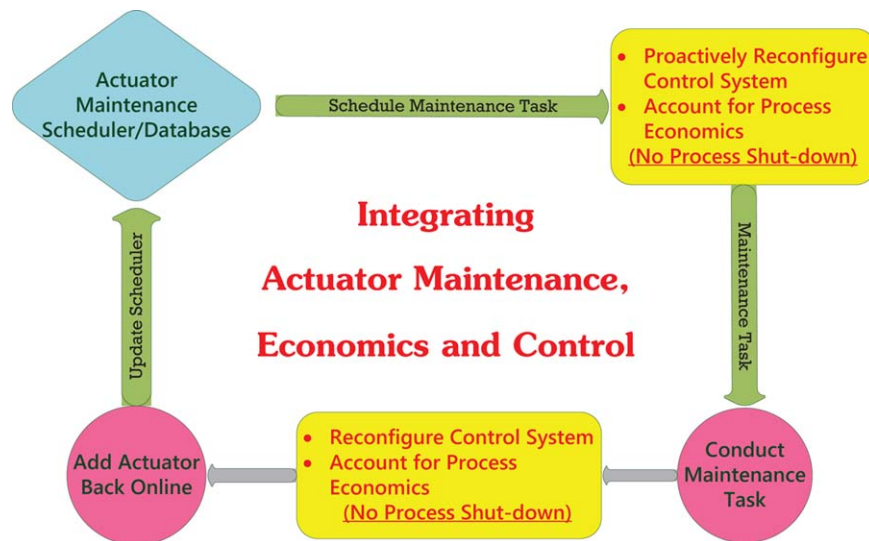 Actuator
Maintenance
Scheduler/Database
Schedule Maintenance Task
• Proactively Reconfigure
Control System
• Account for Process
Economics
(No Process Shut-down)
Maintenance Task
Integrating
Actuator Maintenance,
Economics and Control
Conduct
Maintenance
Task
• Reconfigure Control System
• Account for Process
Economics
(No Process Shut-down)
Add Actuator
Back Online
Update Scheduler